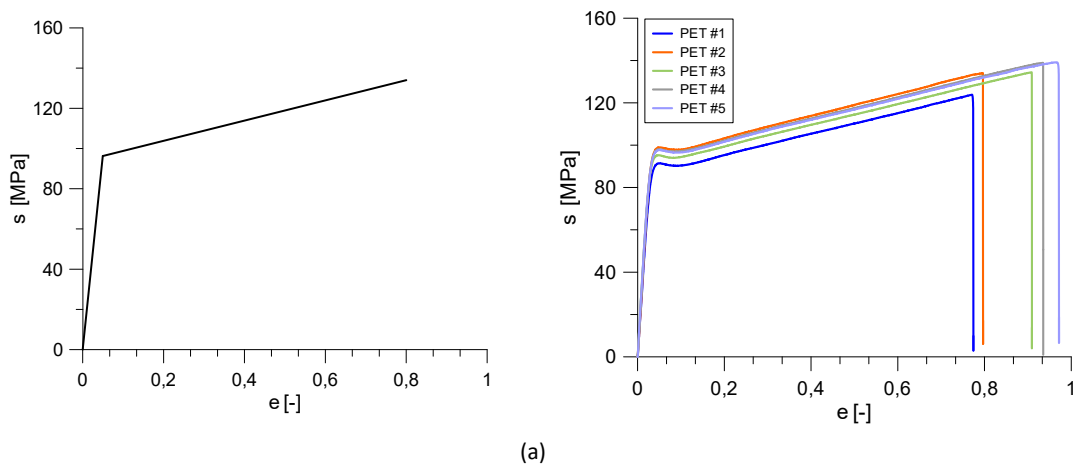 160
120
80
40
0
s [MPa]
0 0,2 0,4 0,6 0,8 1
e [-]
160
120
80
40
0
s [MPa]
PET #1
PET #2
PET #3
PET #4
PET #5
0 0,2 0,4 0,6 0,8 1
e [-]
(a)